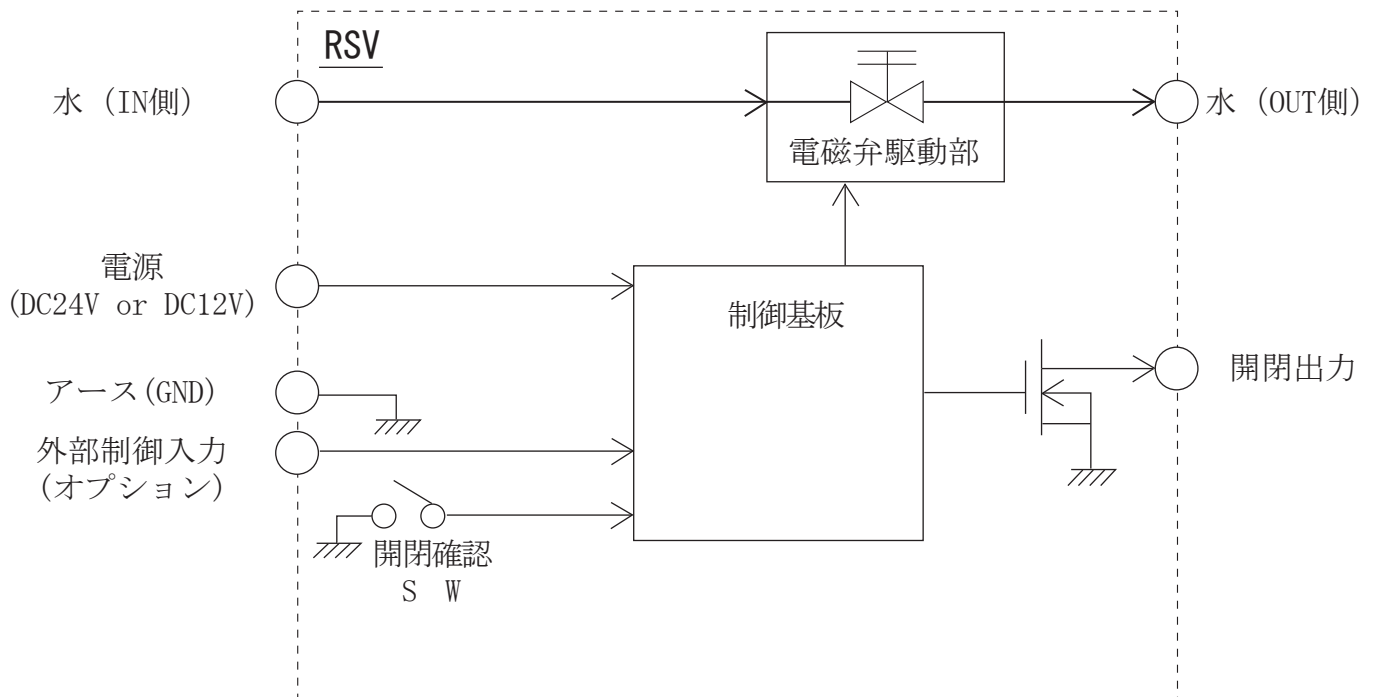 RSV
水 (IN側)
水 (OUT側)
電磁弁駆動部
電源
(DC24V or DC12V)
制御基板
開閉出力
アース(GND)
外部制御入力
(オプション)
開閉確認
S W